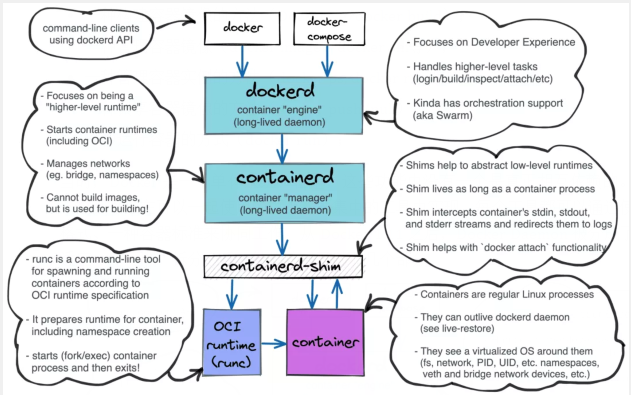 command-line clients
using dockerd API
docker
docker-
compose
- Focuses on Developer Experience
- Handles higher-level tasks
(login/build/inspect/attach/etc)
- Kinda has orchestration support
(aka Swarm)
dockerd
container "engine"
(long-lived daemon)
- Focuses on being a
"higher-level runtime"
- Starts container runtimes
(including OCI)
- Manages networks
(eg. bridge, namespaces)
- Cannot build images,
but is used for building!
containerd
container "manager"
(long-lived daemon)
- Shims help to abstract low-level runtimes
- Shim lives as long as a container process
- Shim intercepts container's stdin, stdout,
and stderr streams and redirects them to logs
- Shim helps with `docker attach` functionality
containerd-shim
- runc is a command-line tool
for spawning and running
containers according to
OCI runtime specification
- It prepares runtime for container,
including namespace creation
- starts (fork/exec) container
process and then exits!
OCI
runtime
(runc)
container
- Containers are regular Linux processes
- They can outlive dockerd daemon
(see live-restore)
- They see a virtualized OS around them
(fs, network, PID, UID, etc. namespaces,
veth and bridge network devices, etc.)